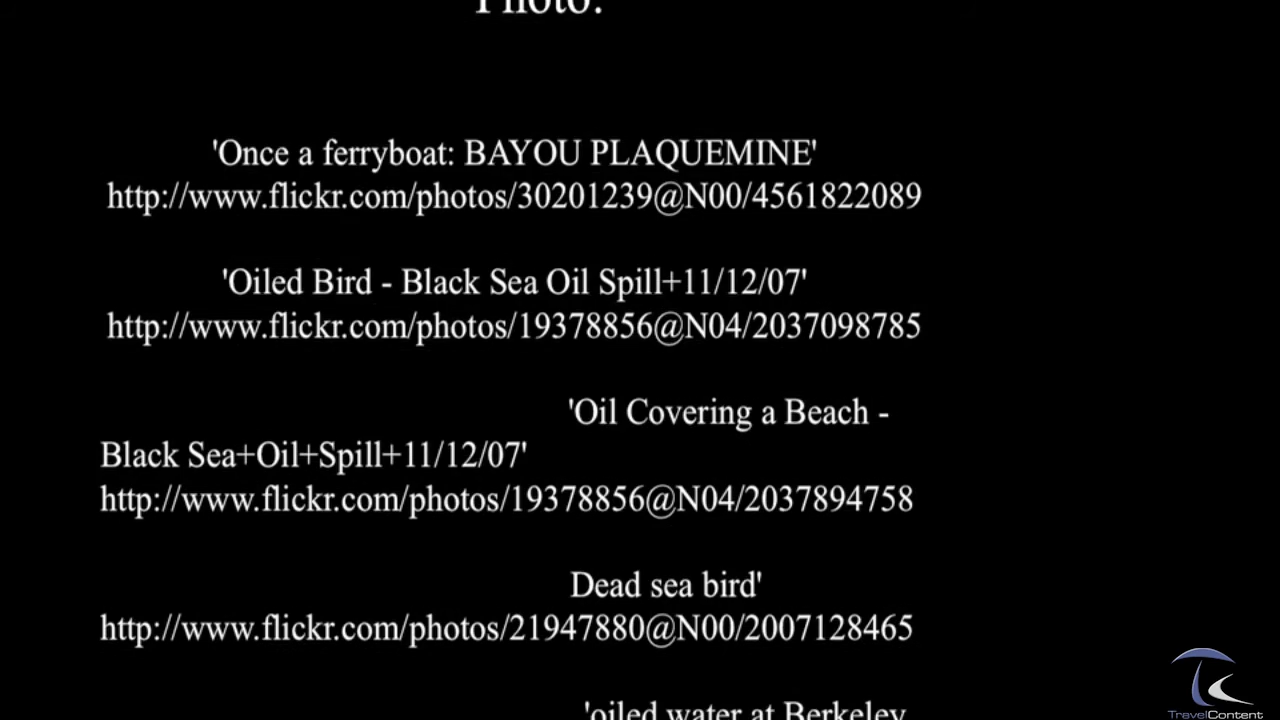 Photo:
'Once a ferryboat: BAYOU PLAQUEMINE'
http://www.flickr.com/photos/30201239@N00/4561822089
'Oiled Bird - Black Sea Oil Spill+11/12/07'
http://www.flickr.com/photos/19378856@N04/2037098785
'Oil Covering a Beach -
Black Sea+Oil+Spill+11/12/07'
http://www.flickr.com/photos/19378856@N04/2037894758
Dead sea bird'
http://www.flickr.com/photos/21947880@N00/2007128465
'oiled water at Berkeley
TravelContent